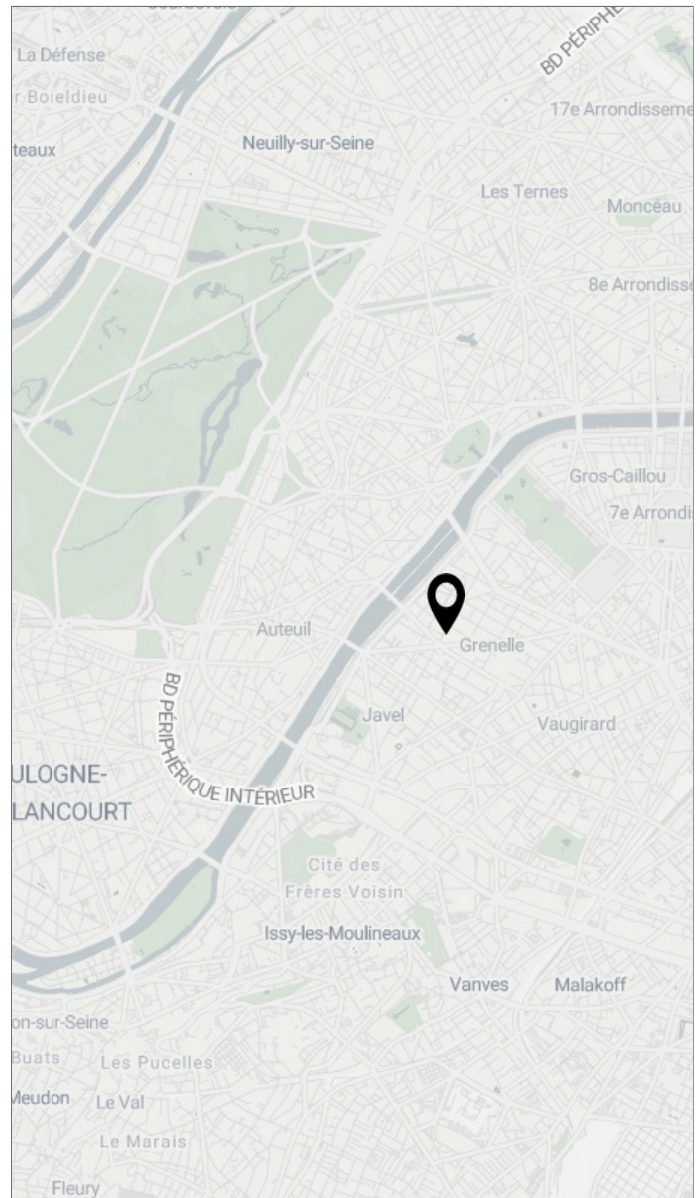 La Défense
r Boieldieu
teaux
Neuilly-sur-Seine
BD PÉRIPHE
17e Arrondisseme
Les Ternes
Monceau
8e Arrondisse
Gros-Caillou
7e Arrondi
Auteuil
Grenelle
Javel
Vaugirard
BD PÉRIPHÉRIQUE INTÉRIEUR
ULOGNE-
LANCOURT
Cité des
Frères Voisin
Issy-les-Moulineaux
Vanves
Malakoff
on-sur-Seine
Buats
Les Pucelles
Meudon
Le Val
Le Marais
Fleury